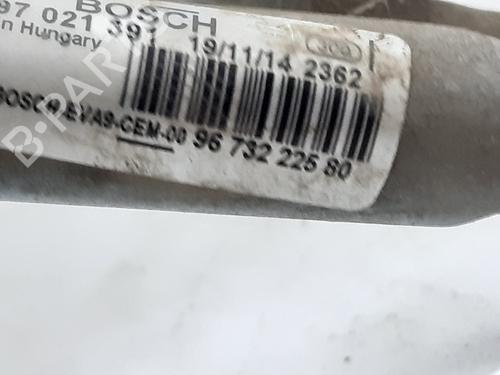 BOSCH
97 021 391 19/11/14 2362
in Hungary
BOSCH/EVA9-CEM-00 96 732 225 80
B-PARTS